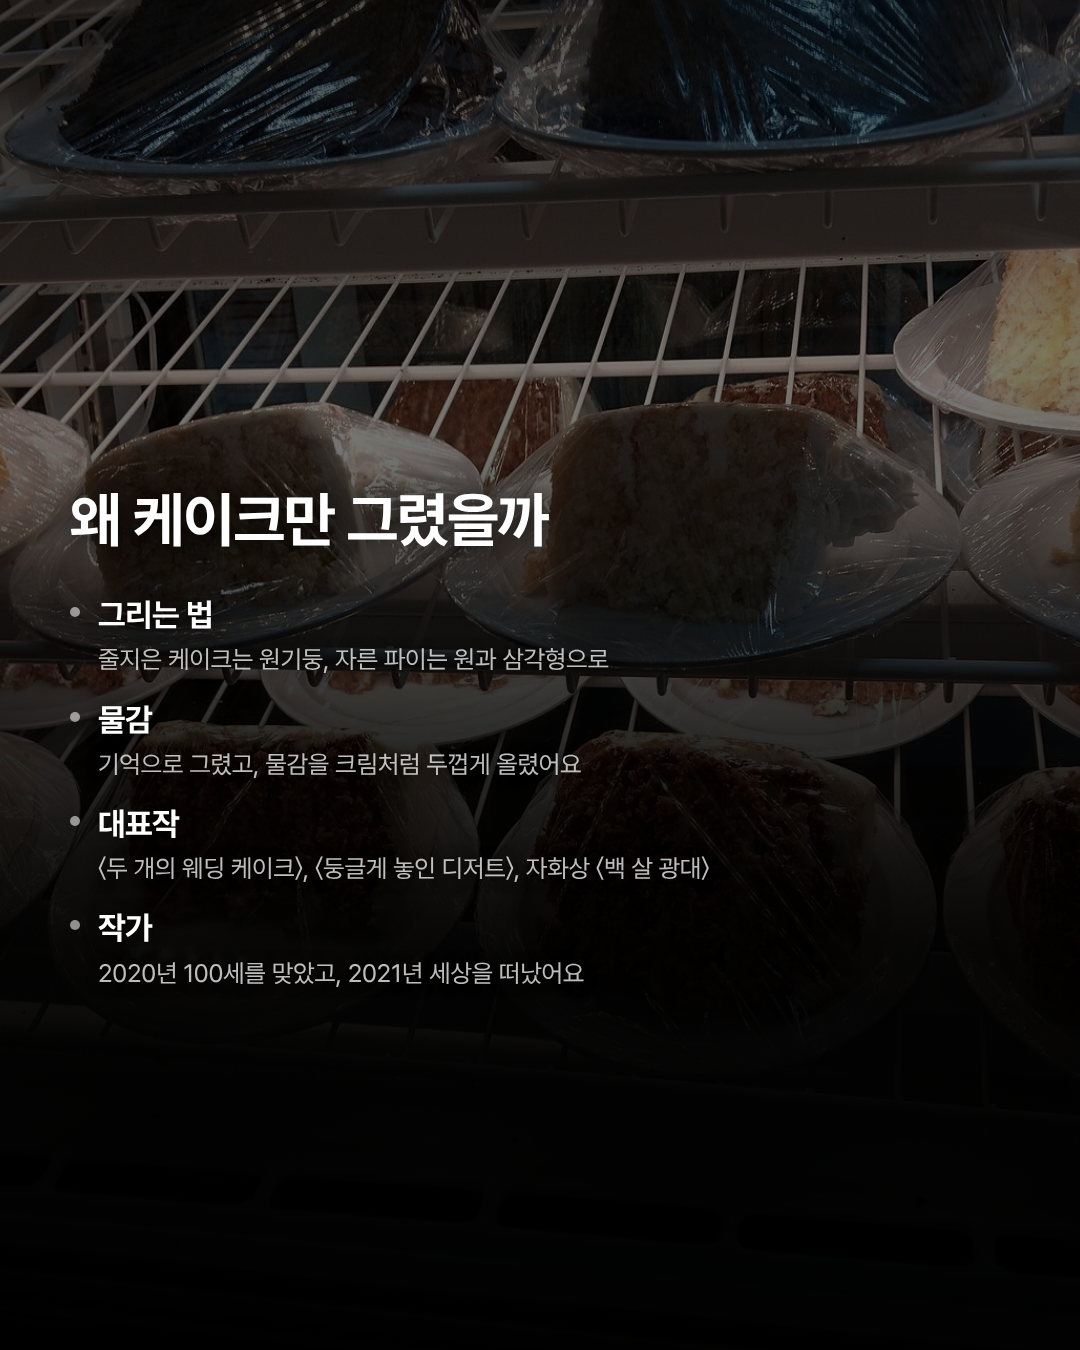 왜 케이크만 그렸을까
그리는 법
줄지은 케이크는 원기둥, 자른 파이는 원과 삼각형으로
물감
기억으로 그렸고, 물감을 크림처럼 두껍게 올렸어요
대표작
〈두 개의 웨딩 케이크〉, 〈둥글게 놓인 디저트〉, 자화상 〈백 살 광대〉
작가
2020년 100세를 맞았고, 2021년 세상을 떠났어요